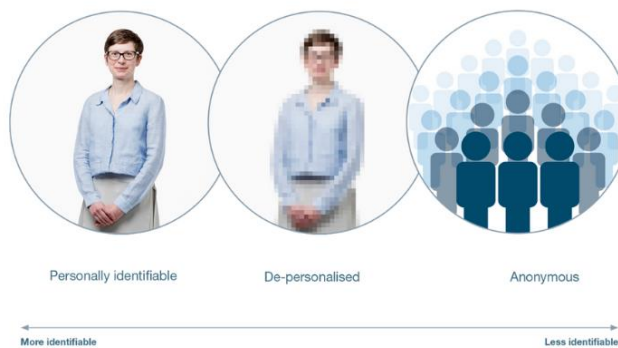 Personally identifiable
De-personalised
Anonymous
More identifiable
Less identifiable